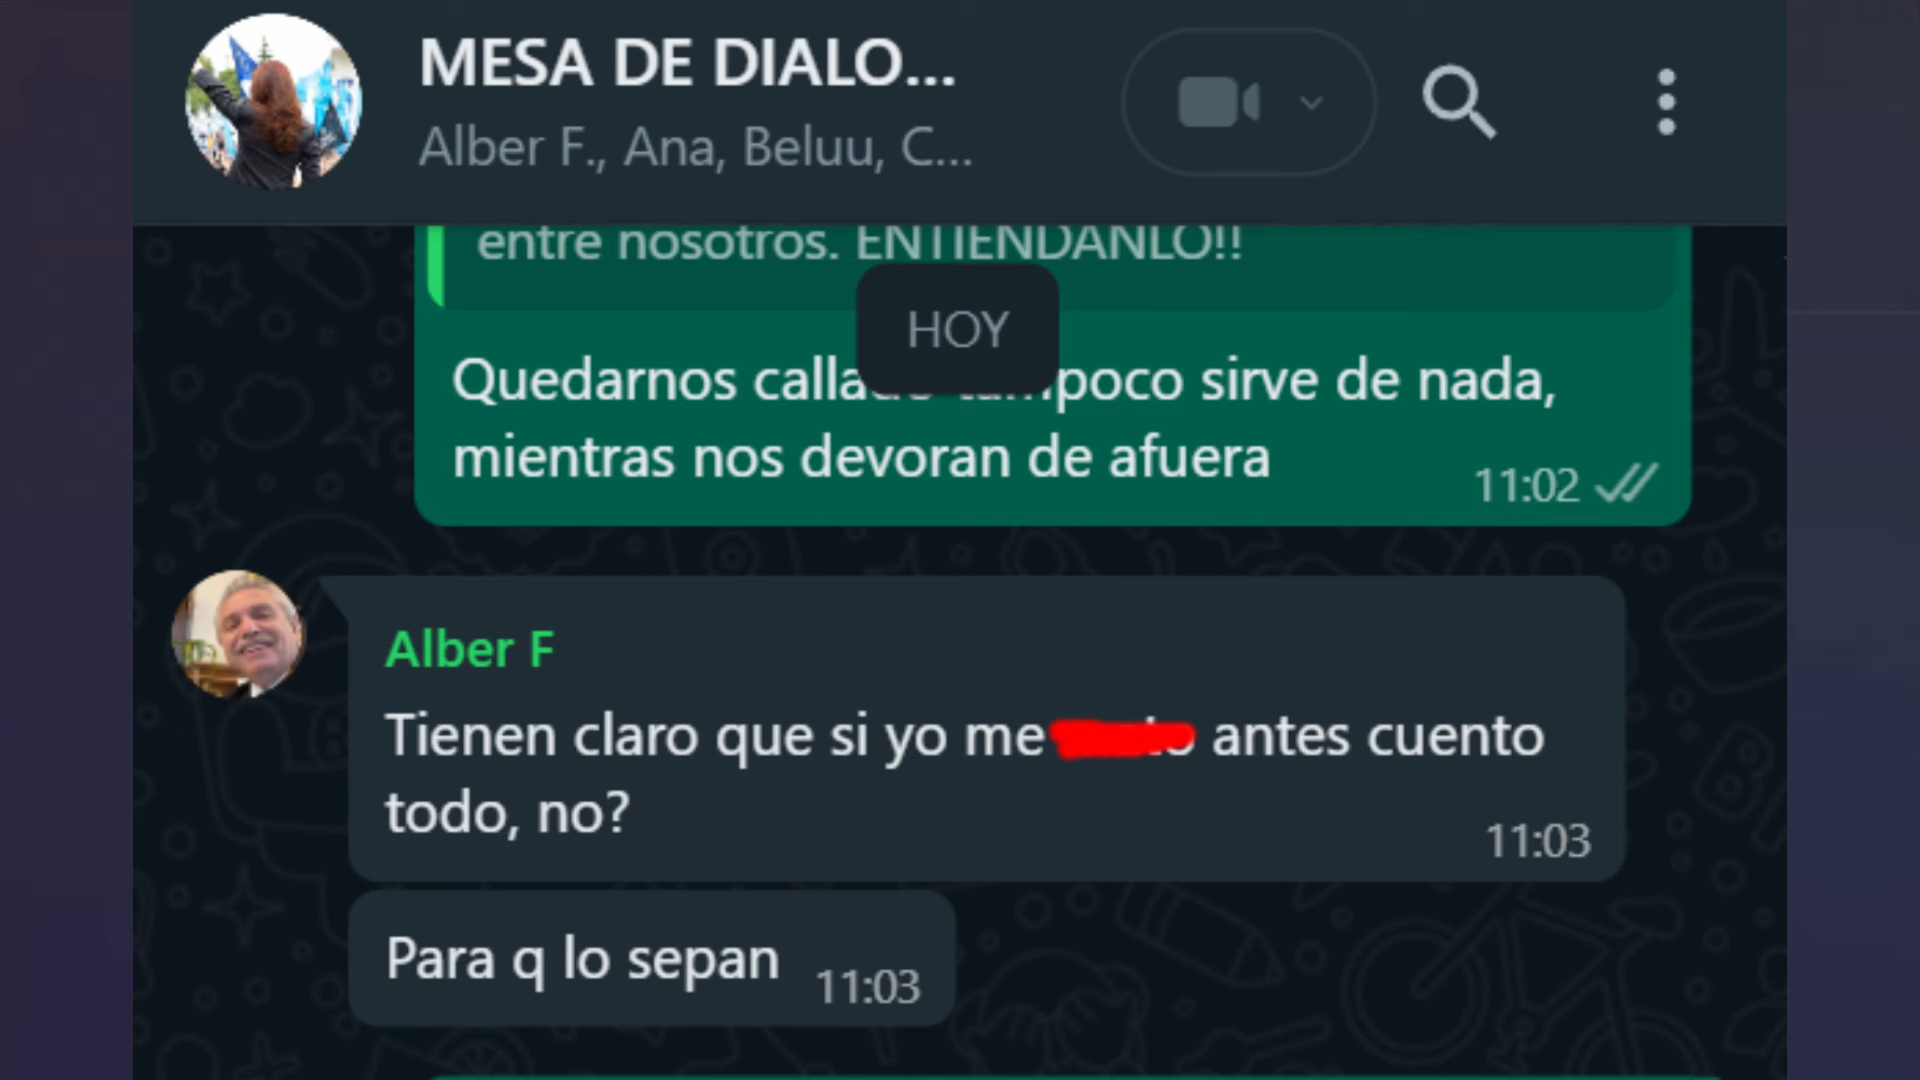 MESA DE DIALO...
Alber F., Ana, Beluu, C...
entre nosotros. ENTIENDANLO!!
HOY
Quedarnos poco sirve de nada,
mientras nos devoran de afuera
11:02
Alber F
Tienen claro que si yo me antes cuento
todo, no?
11:03
Para q lo sepan
11:03